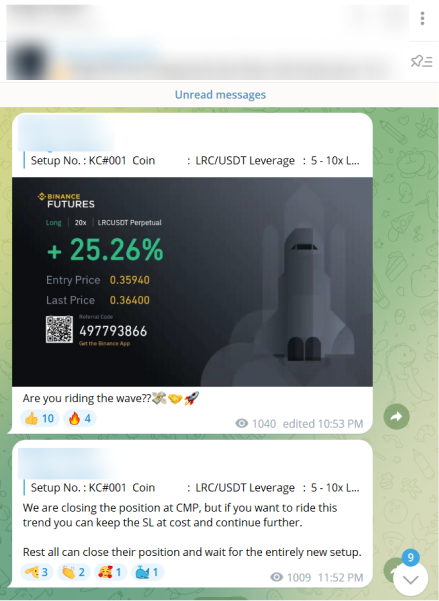 Unread messages
Setup No. : KC#001 Coin : LRC/USDT Leverage : 5 - 10x L...
BINANCE
FUTURES
Long | 20x | LRCUSDT Perpetual
+ 25.26%
Entry Price 0.35940
Last Price 0.36400
Referral Code
497793866
Get the Binance App
Are you riding the wave??💸🤝🚀
👍 10 🔥 4 1040 edited 10:53 PM
Setup No. : KC#001 Coin : LRC/USDT Leverage : 5 - 10x L...
We are closing the position at CMP, but if you want to ride this
trend you can keep the SL at cost and continue further.
Rest all can close their position and wait for the entirely new setup.
9
3 2 1 1 1009 11:52 PM